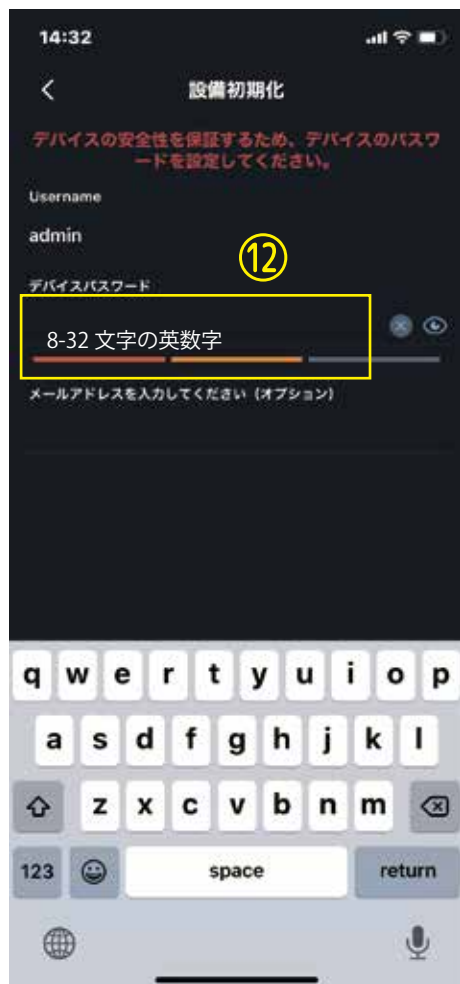 14:32
設備初期化
デバイスの安全性を保証するため、デバイスのパスワ
ードを設定してください。
Username
admin
⑫
デバイスパスワード
8-32 文字の英数字
メールアドレスを入力してください（オプション）
q w e r t y u i o p
a s d f g h j k l
z x c v b n m
123 space return